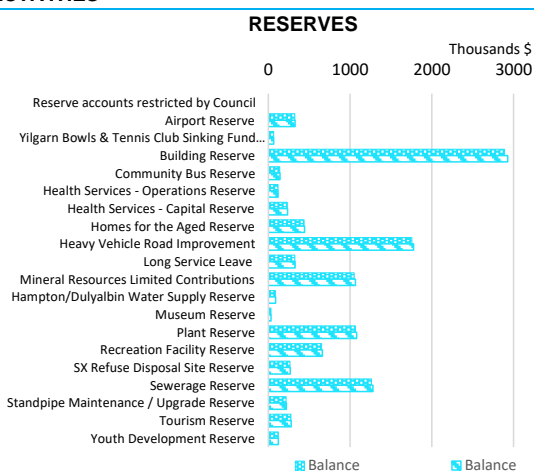 RESERVES
Thousands $
0 1000 2000 3000
Reserve accounts restricted by Council
Airport Reserve
Yilgarn Bowls & Tennis Club Sinking Fund...
Building Reserve
Community Bus Reserve
Health Services - Operations Reserve
Health Services - Capital Reserve
Homes for the Aged Reserve
Heavy Vehicle Road Improvement
Long Service Leave
Mineral Resources Limited Contributions
Hampton/Dulyalbin Water Supply Reserve
Museum Reserve
Plant Reserve
Recreation Facility Reserve
SX Refuse Disposal Site Reserve
Sewerage Reserve
Standpipe Maintenance / Upgrade Reserve
Tourism Reserve
Youth Development Reserve
Balance Balance